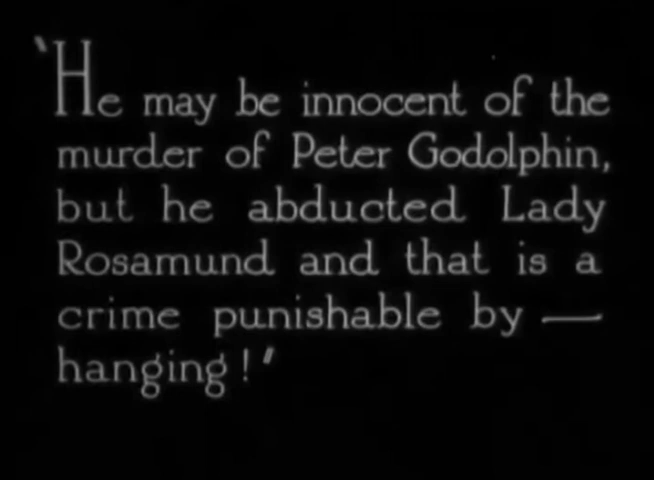 'He may be innocent of the
murder of Peter Godolphin,
but he abducted Lady
Rosamund and that is a
crime punishable by —
hanging!"